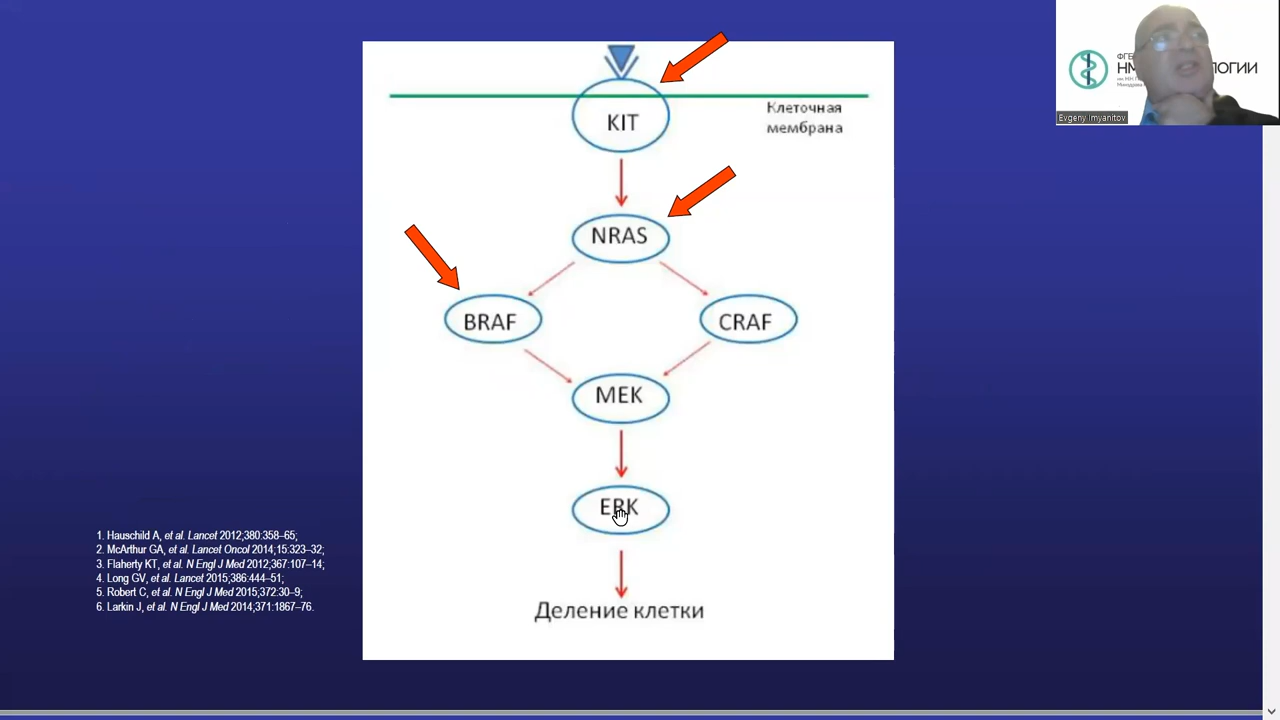 KIT
Клеточная
мембрана
NRAS
BRAF
CRAF
MEK
ERK
Деление клетки
1. Hauschild A, et al. Lancet 2012;380:358–65;
2. McArthur GA, et al. Lancet Oncol 2014;15:323–32;
3. Flaherty KT, et al. N Engl J Med 2012;367:107–14;
4. Long GV, et al. Lancet 2015;386:444–51;
5. Robert C, et al. N Engl J Med 2015;372:30–9;
6. Larkin J, et al. N Engl J Med 2014;371:1867–76.
Evgeny Imyanitov